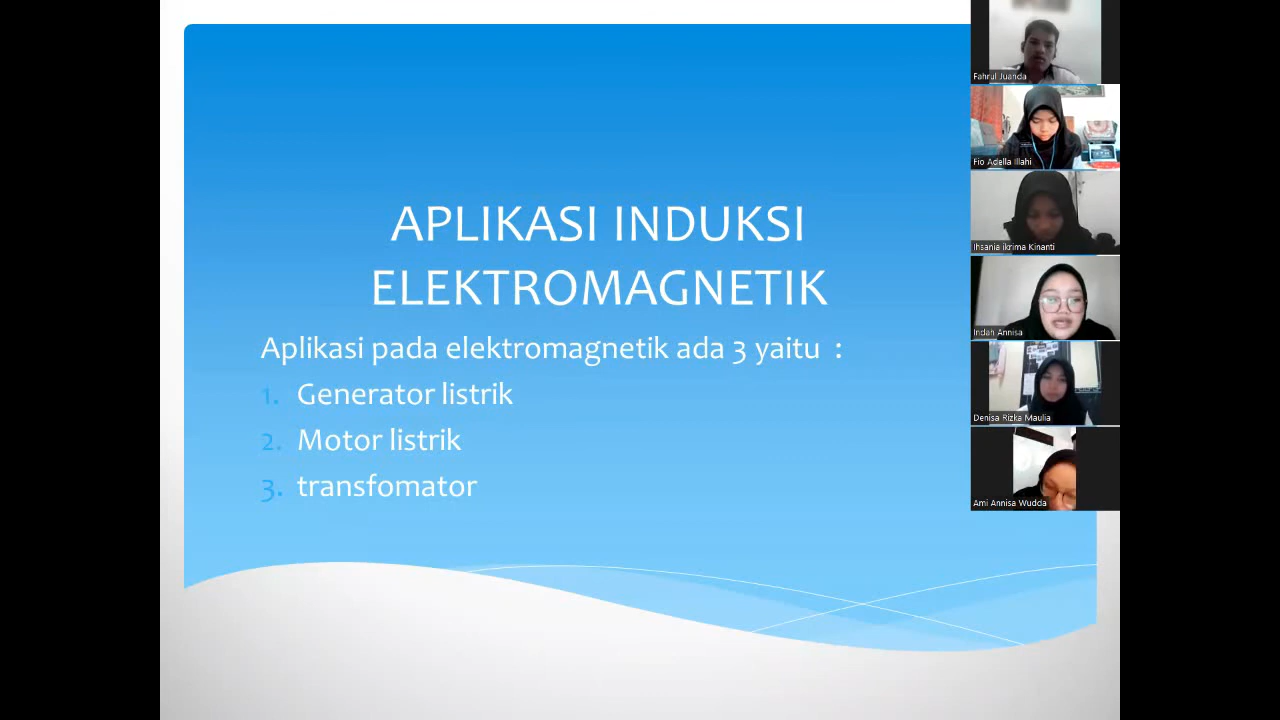 APLIKASI INDUKSI
ELEKTROMAGNETIK
Aplikasi pada elektromagnetik ada 3 yaitu :
1. Generator listrik
2. Motor listrik
3. transfomator
Fahrul Juanda
Fio Adella Illahi
Ihsania ikrima Kinanti
Indah Annisa
Denisa Rizka Maulia
Ami Annisa Wudda